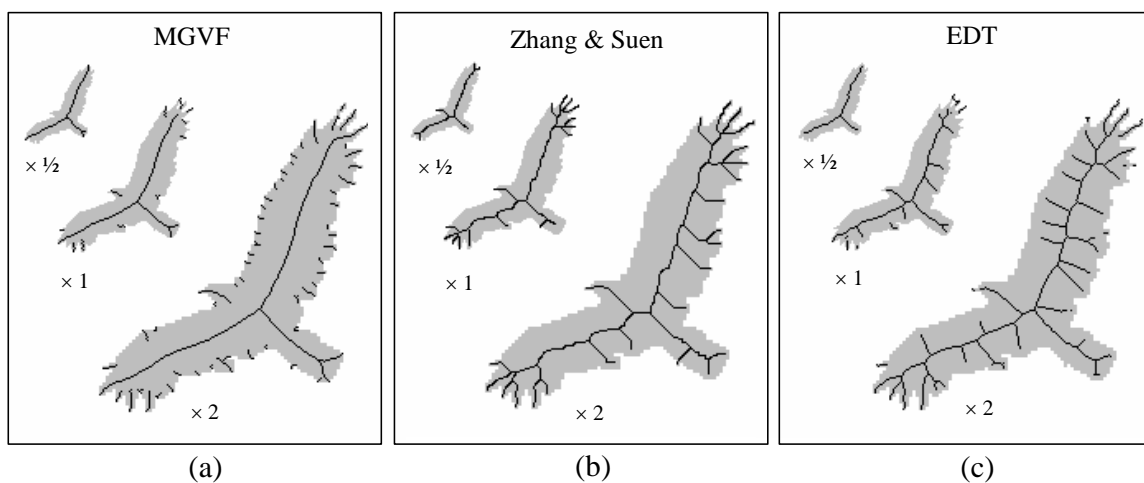 MGVF
× ½
× 1
× 2
(a)
Zhang & Suen
× ½
× 1
× 2
(b)
EDT
× ½
× 1
× 2
(c)